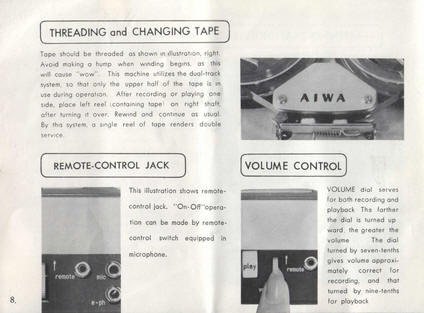 THREADING and CHANGING TAPE
Tape should be threaded as shown in illustration, right.
Avoid making a hump when winding begins, as this
will cause "wow". This machine utilizes the dual-track
system, so that only the upper half of the tape is in
use during operation. After recording or playing one
side, place left reel (containing tape) on right shaft,
after turning it over. Rewind and continue as usual.
By this system, a single reel of tape renders double
service.
AIWA
REMOTE-CONTROL JACK
This illustration shows remote-
control jack. "On-Off" opera-
tion can be made by remote-
control switch equipped in
microphone.
remote
mic
e-ph
VOLUME CONTROL
play
remote
VOLUME dial serves
for both recording and
playback The farther
the dial is turned up
ward, the greater the
volume The dial
turned by seven-tenths
gives volume approxi-
mately correct for
recording, and that
turned by nine-tenths
for playback
8.